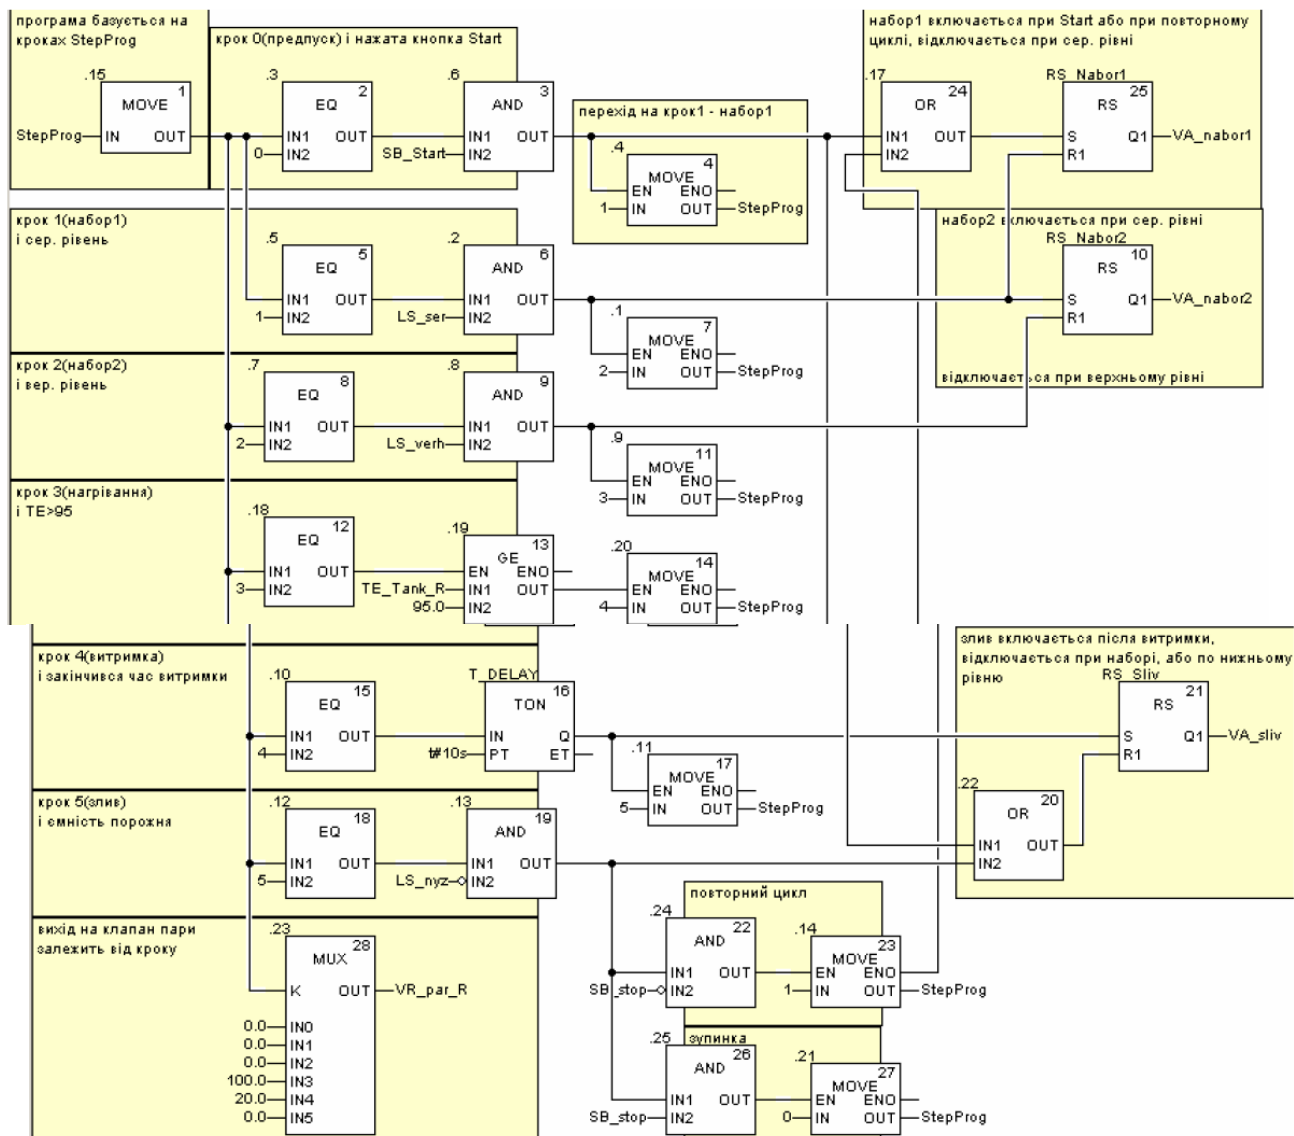 програма базується на
кроках StepProg
крок 0(предпуск) і нажата кнопка Start
набор1 включається при Start або при повторному
циклі, відключається при сер. рівні
.15
1
MOVE
StepProg
IN OUT
.3
2
EQ
IN1 OUT
0
IN2
.6
3
AND
IN1 OUT
SB_Start
IN2
перехід на крок1 - набор1
.4
4
MOVE
EN ENO
1
IN OUT
StepProg
.17
24
OR
IN1 OUT
IN2
RS_Nabor1
25
RS
S Q1
R1
VA_nabor1
крок 1(набор1)
і сер. рівень
.5
5
EQ
IN1 OUT
1
IN2
.2
6
AND
IN1 OUT
LS_ser
IN2
.1
7
MOVE
EN ENO
2
IN OUT
StepProg
набор2 включається при сер. рівні
RS_Nabor2
10
RS
S Q1
R1
VA_nabor2
відключається при верхньому рівні
крок 2(набор2)
і вер. рівень
.7
8
EQ
IN1 OUT
2
IN2
.8
9
AND
IN1 OUT
LS_verh
IN2
.9
11
MOVE
EN ENO
3
IN OUT
StepProg
крок 3(нагрівання)
і TE>95
.18
12
EQ
IN1 OUT
3
IN2
.19
13
GE
EN ENO
TE_Tank_R
IN1 OUT
95.0
IN2
.20
14
MOVE
EN ENO
4
IN OUT
StepProg
крок 4(витримка)
і закінчився час витримки
.10
15
EQ
IN1 OUT
4
IN2
T_DELAY
16
TON
IN Q
t#10s
PT ET
.11
17
MOVE
EN ENO
5
IN OUT
StepProg
злив включається після витримки,
відключається при наборі, або по нижньому
рівню
RS_Sliv
21
RS
S Q1
R1
VA_sliv
.22
20
OR
IN1 OUT
IN2
крок 5(злив)
і ємність порожна
.12
18
EQ
IN1 OUT
5
IN2
.13
19
AND
IN1 OUT
LS_nyz
IN2
повторний цикл
.24
22
AND
IN1 OUT
SB_stop
IN2
.14
23
MOVE
EN ENO
1
IN OUT
StepProg
вихід на клапан пари
залежить від кроку
.23
28
MUX
K OUT
VR_par_R
0.0
IN0
0.0
IN1
0.0
IN2
100.0
IN3
20.0
IN4
0.0
IN5
зупинка
.25
26
AND
IN1 OUT
SB_stop
IN2
.21
27
MOVE
EN ENO
0
IN OUT
StepProg